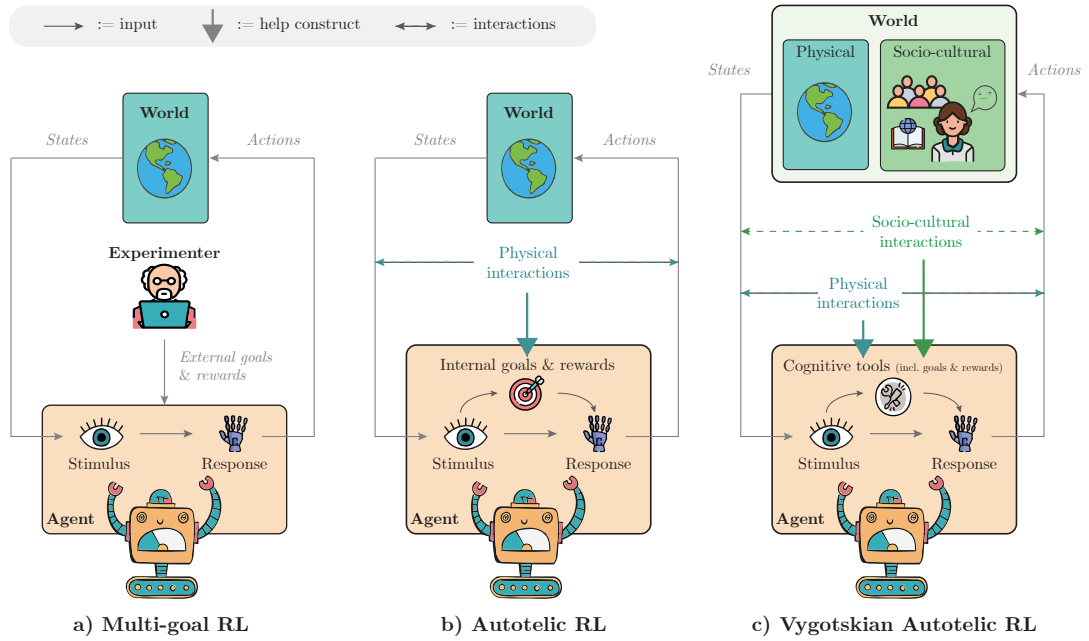 := input
:= help construct
:= interactions
World
States
Actions
Experimenter
External goals
& rewards
Stimulus
Response
Agent
a) Multi-goal RL
World
States
Actions
Physical
interactions
Internal goals & rewards
Stimulus
Response
Agent
b) Autotelic RL
World
Physical
Socio-cultural
States
Actions
Socio-cultural
interactions
Physical
interactions
Cognitive tools (incl. goals & rewards)
Stimulus
Response
Agent
c) Vygotskian Autotelic RL